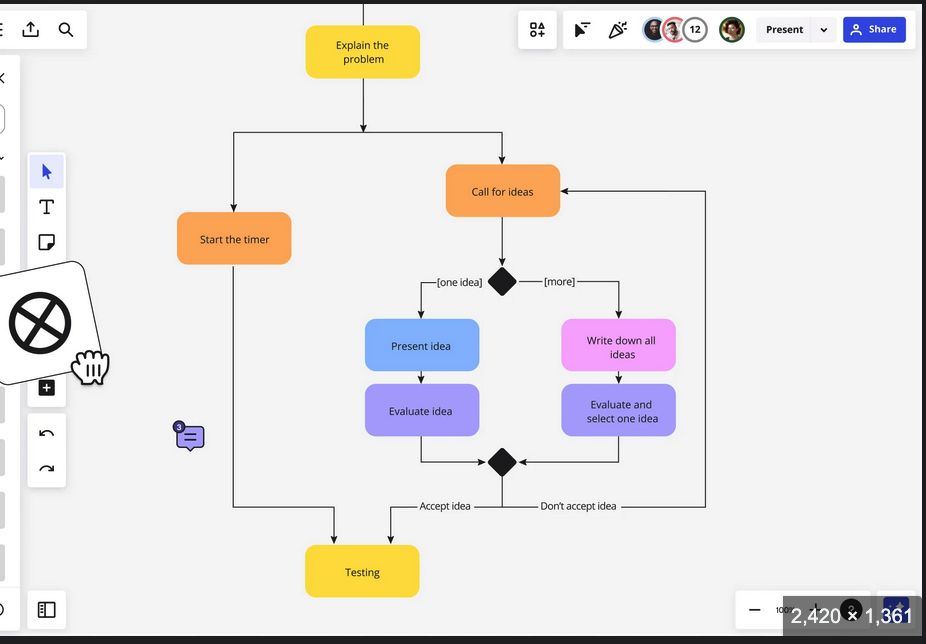 Explain the
problem
12
Present
Share
Call for ideas
Start the timer
[one idea]
[more]
Present idea
Write down all
ideas
Evaluate idea
Evaluate and
select one idea
3
Accept idea
Don't accept idea
Testing
2,420 × 1,361